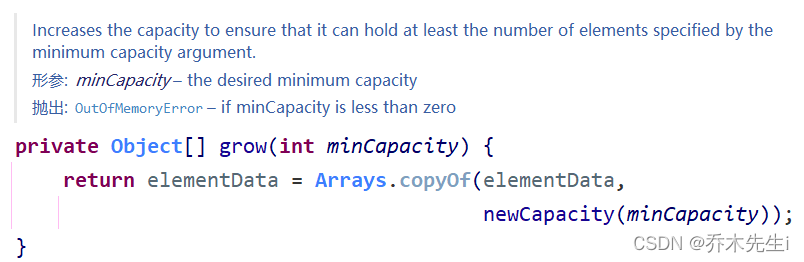 Increases the capacity to ensure that it can hold at least the number of elements specified by the
minimum capacity argument.
形参: minCapacity – the desired minimum capacity
抛出: OutOfMemoryError – if minCapacity is less than zero
private Object[] grow(int minCapacity) {
    return elementData = Arrays.copyOf(elementData,
                                       newCapacity(minCapacity));
}
CSDN @乔木先生i